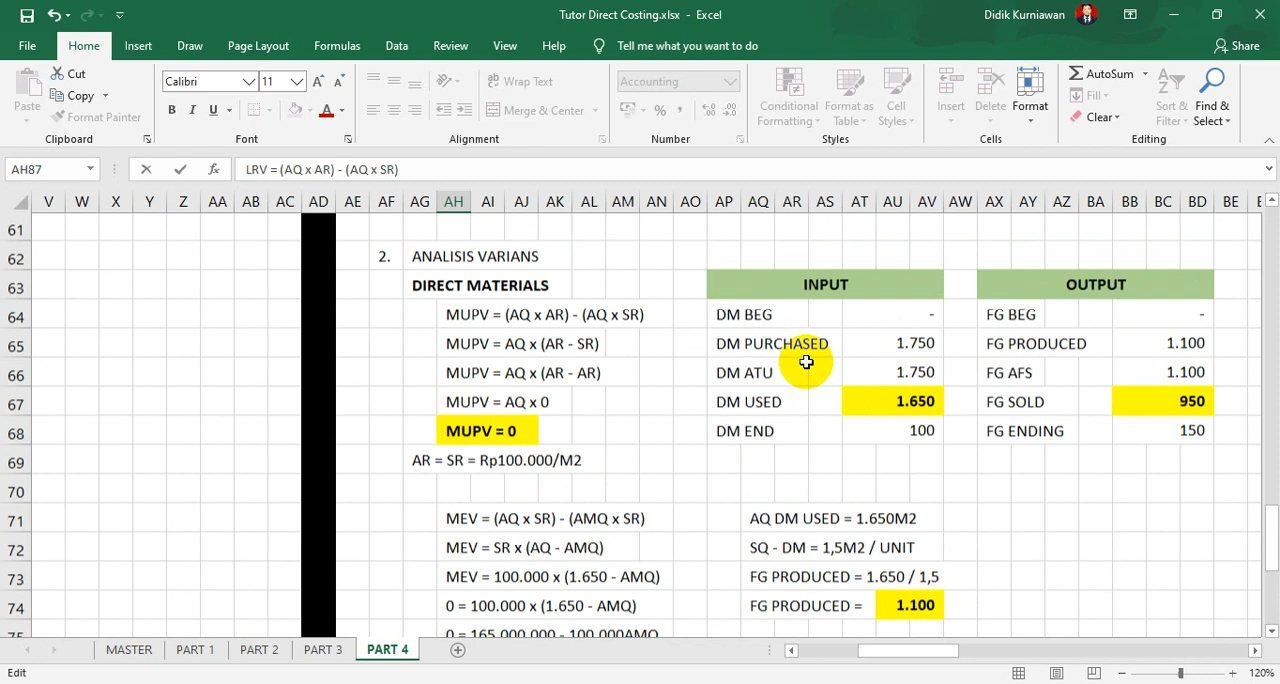 Tutor Direct Costing.xlsx - Excel
Didik Kurniawan
File Home Insert Draw Page Layout Formulas Data Review View Help Tell me what you want to do Share
Paste Cut Copy Format Painter Clipboard
Calibri 11 A A B I U A Font
Wrap Text Merge & Center Alignment
Accounting % , Number
Conditional Formatting Format as Table Cell Styles Styles
Insert Delete Format Cells
AutoSum Fill Clear Sort & Filter Find & Select Editing
AH87 fx LRV = (AQ x AR) - (AQ x SR)
V W X Y Z AA AB AC AD AE AF AG AH AI AJ AK AL AM AN AO AP AQ AR AS AT AU AV AW AX AY AZ BA BB BC BD BE
61
62 2. ANALISIS VARIANS
63 DIRECT MATERIALS INPUT OUTPUT
64 MUPV = (AQ x AR) - (AQ x SR) DM BEG - FG BEG -
65 MUPV = AQ x (AR - SR) DM PURCHASED 1.750 FG PRODUCED 1.100
66 MUPV = AQ x (AR - AR) DM ATU 1.750 FG AFS 1.100
67 MUPV = AQ x 0 DM USED 1.650 FG SOLD 950
68 MUPV = 0 DM END 100 FG ENDING 150
69 AR = SR = Rp100.000/M2
70
71 MEV = (AQ x SR) - (AMQ x SR) AQ DM USED = 1.650M2
72 MEV = SR x (AQ - AMQ) SQ - DM = 1,5M2 / UNIT
73 MEV = 100.000 x (1.650 - AMQ) FG PRODUCED = 1.650 / 1,5
74 0 = 100.000 x (1.650 - AMQ) FG PRODUCED = 1.100
75 0 = 165.000.000 - 100.000AMQ
MASTER PART 1 PART 2 PART 3 PART 4
Edit 120%